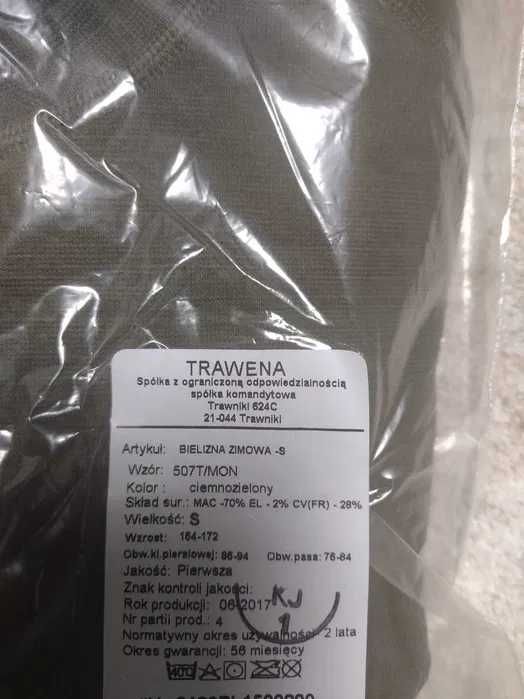 TRAWENA
Spółka z ograniczoną odpowiedzialnością
spółka komandytowa
Trawniki 624C
21-044 Trawniki
Artykuł: BIELIZNA ZIMOWA -S
Wzór: 507T/MON
Kolor : ciemnozielony
Skład sur.: MAC -70% EL - 2% CV(FR) - 28%
Wielkość: S
Wzrost: 164-172
Obw.kl.piersiowej: 86-94 Obw.pasa: 76-84
Jakość: Pierwsza
Znak kontroli jakości:
KJ
1
Rok produkcji: 06-2017
Nr partii prod.: 4
Normatywny okres używalności: 2 lata
Okres gwarancji: 56 miesięcy